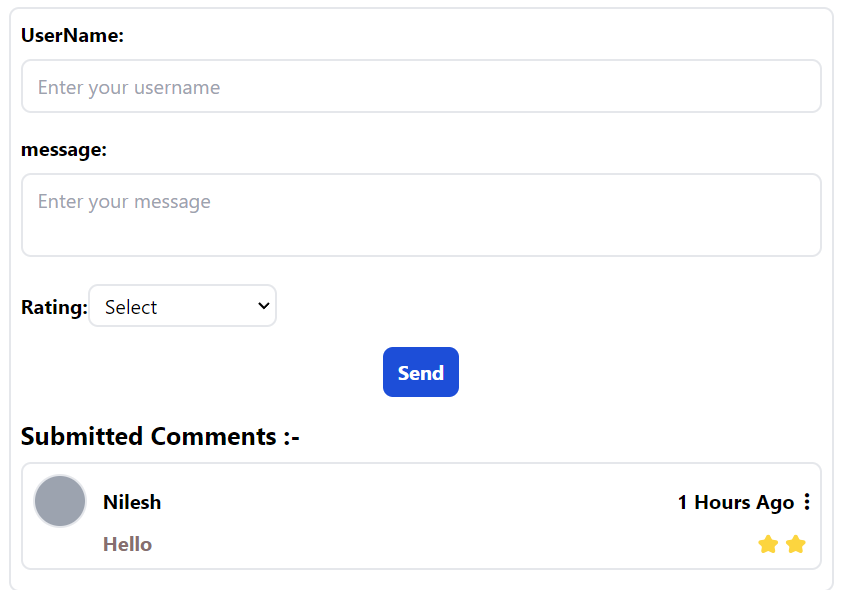 UserName:
Enter your username
message:
Enter your message
Rating: Select
Send
Submitted Comments :-
Nilesh 1 Hours Ago
Hello